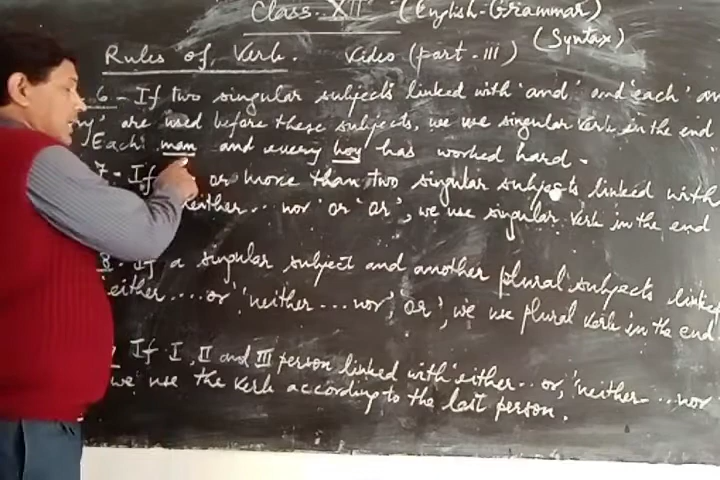 Class XII (English-Grammar)
Rules of Verb. Video (part-III) (Syntax)
6 - If two singular subjects linked with 'and' and 'each' an
' are used before these subjects, we use singular verb in the end
Each man and every boy has worked hard -
7 - If or more than two singular subjects linked with
either... nor' or 'or', we use singular verb in the end
8. If a singular subject and another plural subjects linked
either .... or', 'neither ... nor', 'or', we use plural verb in the end
If I, II and III person linked with 'either.. or, 'neither... nor
we use the verb according to the last person.